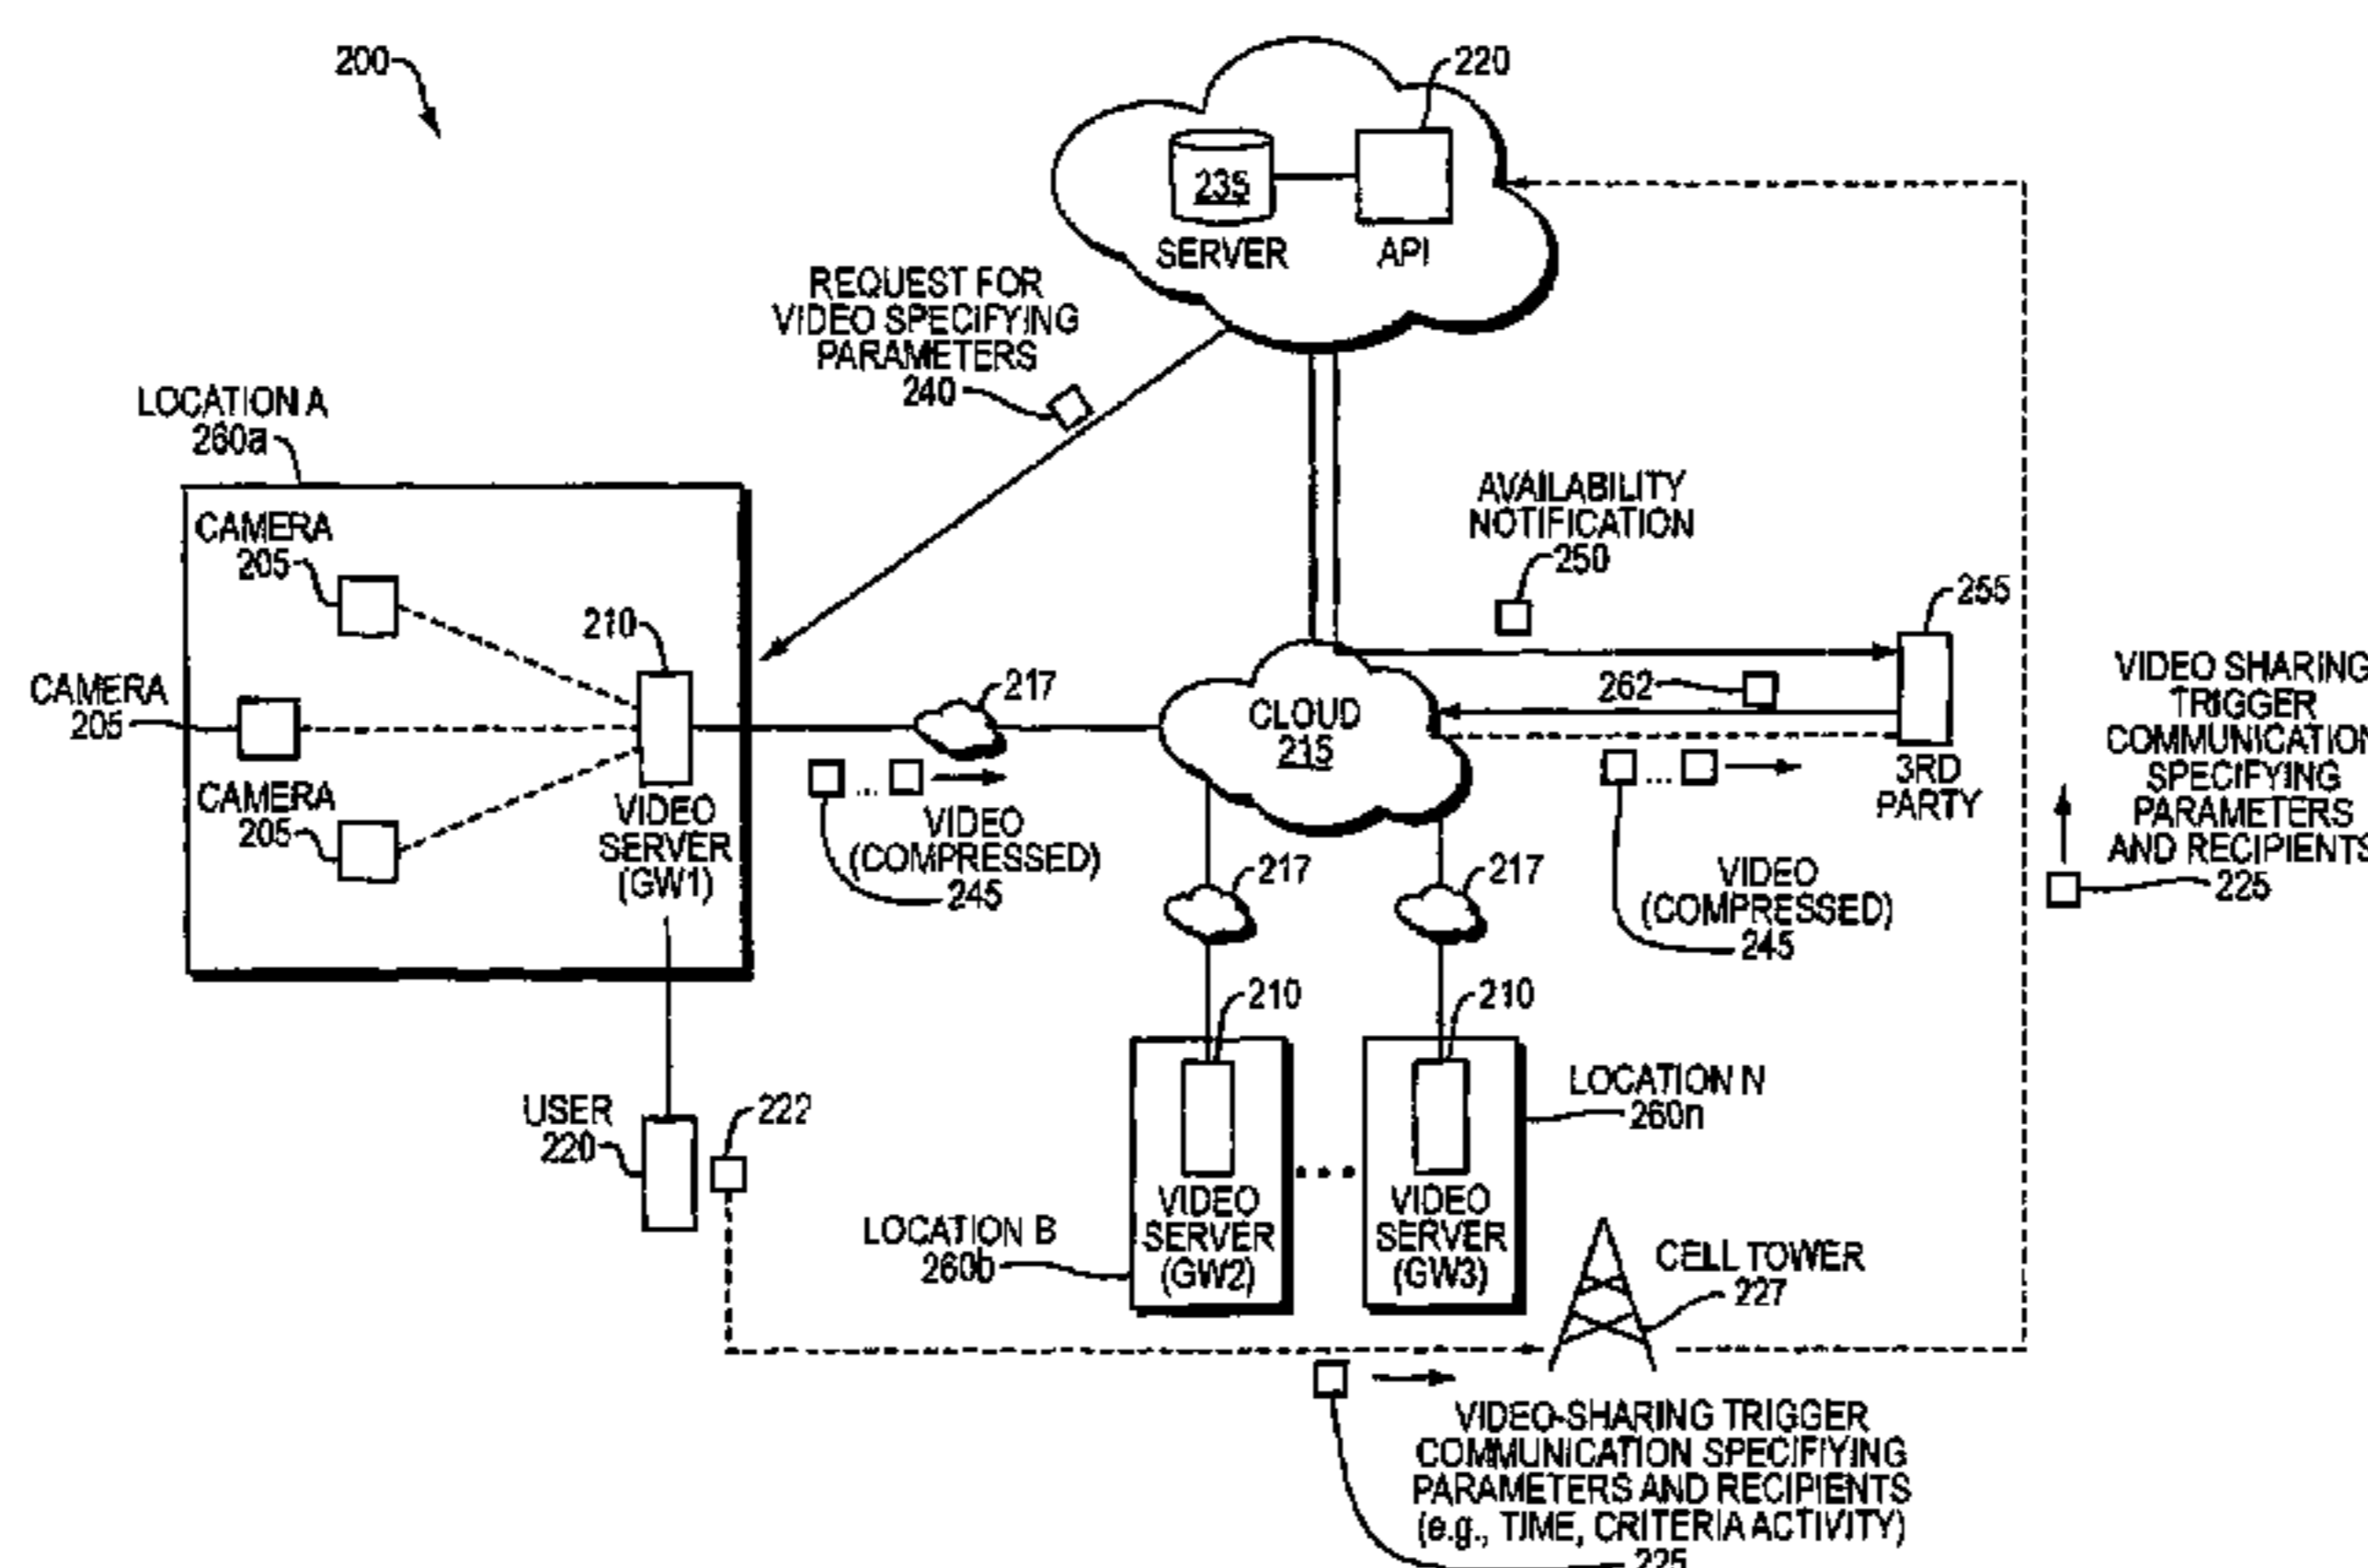 200
220
235
SERVER
API
REQUEST FOR
VIDEO SPECIFYING
PARAMETERS
240
LOCATION A
260a
CAMERA
205
CAMERA
205
CAMERA
205
210
VIDEO
SERVER
(GW1)
217
VIDEO
(COMPRESSED)
245
CLOUD
215
AVAILABILITY
NOTIFICATION
250
255
262
3RD
PARTY
VIDEO SHARING
TRIGGER
COMMUNICATION
SPECIFYING
PARAMETERS
AND RECIPIENTS
225
VIDEO
(COMPRESSED)
245
217
217
210
210
USER
220
222
LOCATION B
260b
VIDEO
SERVER
(GW2)
...
VIDEO
SERVER
(GW3)
LOCATION N
260n
CELL TOWER
227
VIDEO-SHARING TRIGGER
COMMUNICATION SPECIFIYING
PARAMETERS AND RECIPIENTS
(e.g., TIME, CRITERIA ACTIVITY)
225